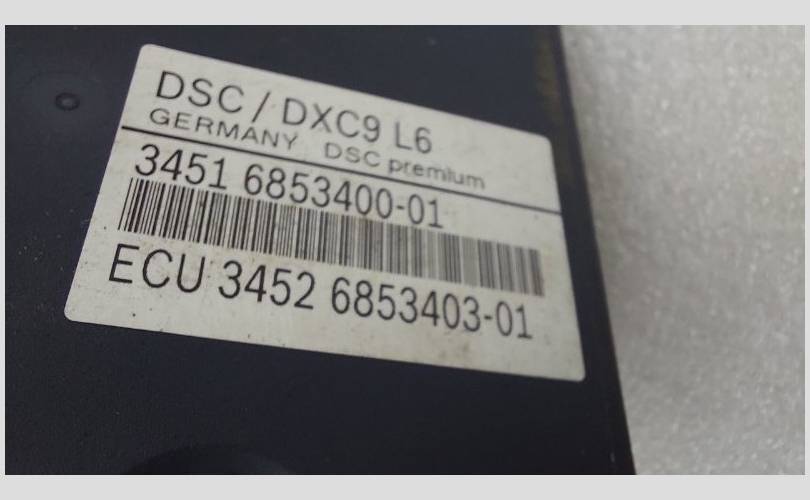 DSC / DXC9 L6
GERMANY DSC premium
3451 6853400-01
ECU 3452 6853403-01